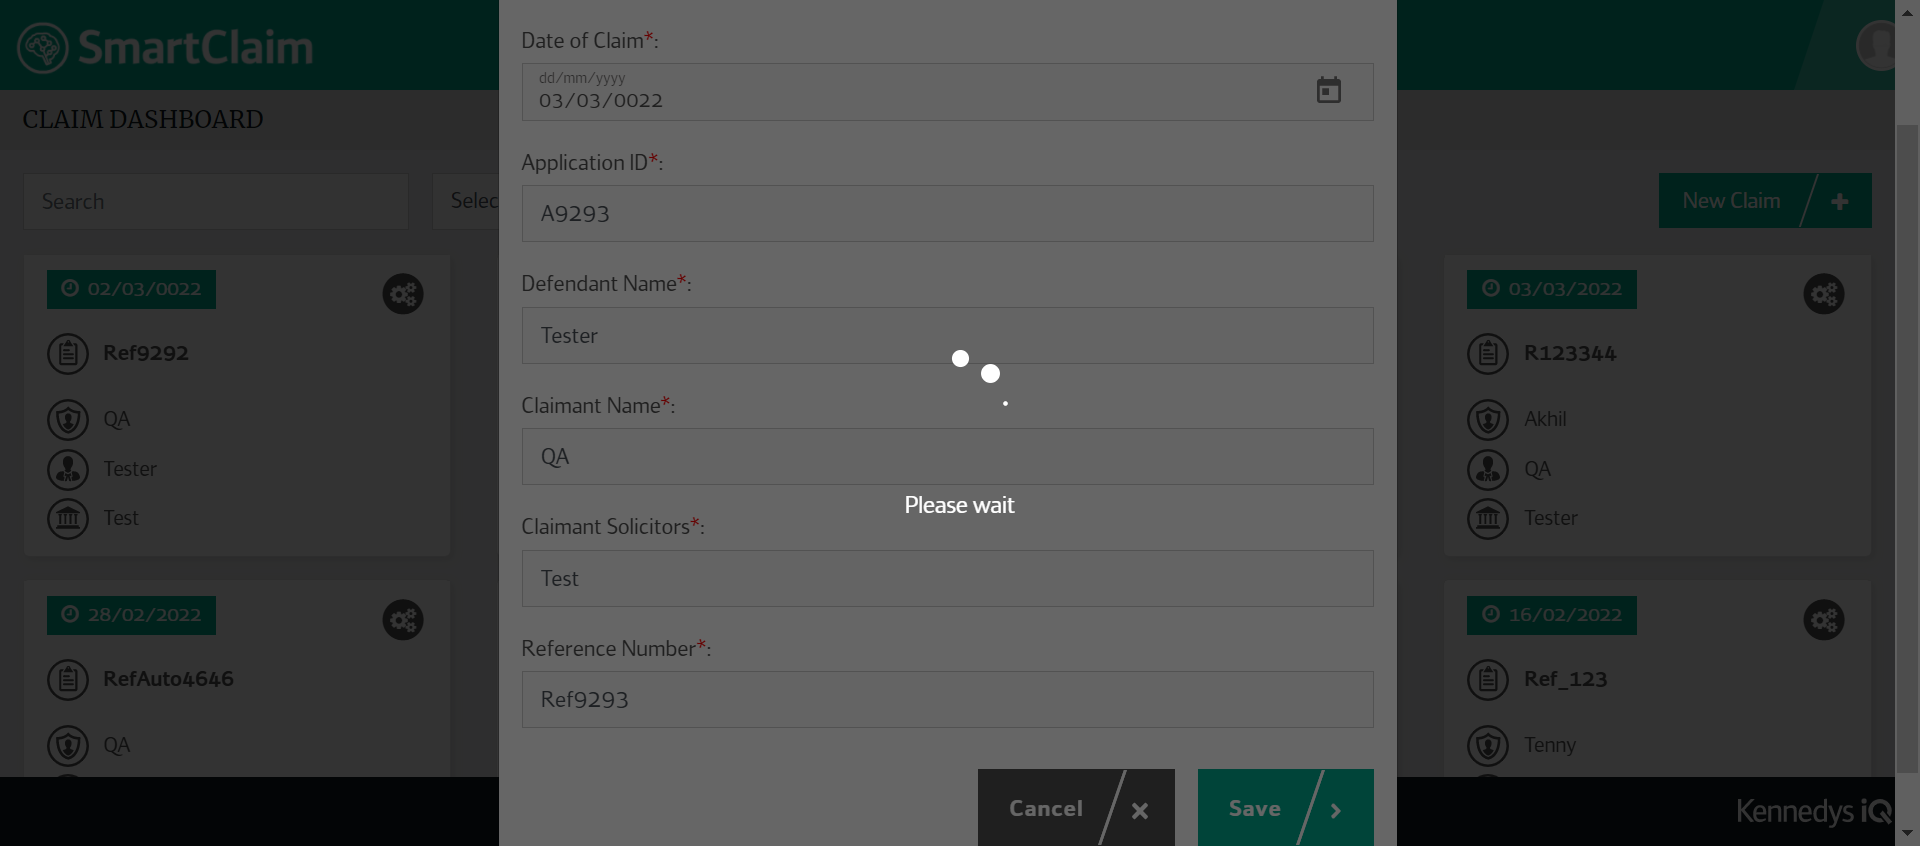 SmartClaim
CLAIM DASHBOARD
Search
Selec
New Claim
02/03/0022
Ref9292
QA
Tester
Test
28/02/2022
RefAuto4646
QA
Date of Claim*:
dd/mm/yyyy
03/03/0022
Application ID*:
A9293
Defendant Name*:
Tester
Claimant Name*:
QA
Please wait
Claimant Solicitors*:
Test
Reference Number*:
Ref9293
Cancel
Save
03/03/2022
R123344
Akhil
QA
Tester
16/02/2022
Ref_123
Tenny
Kennedys iQ